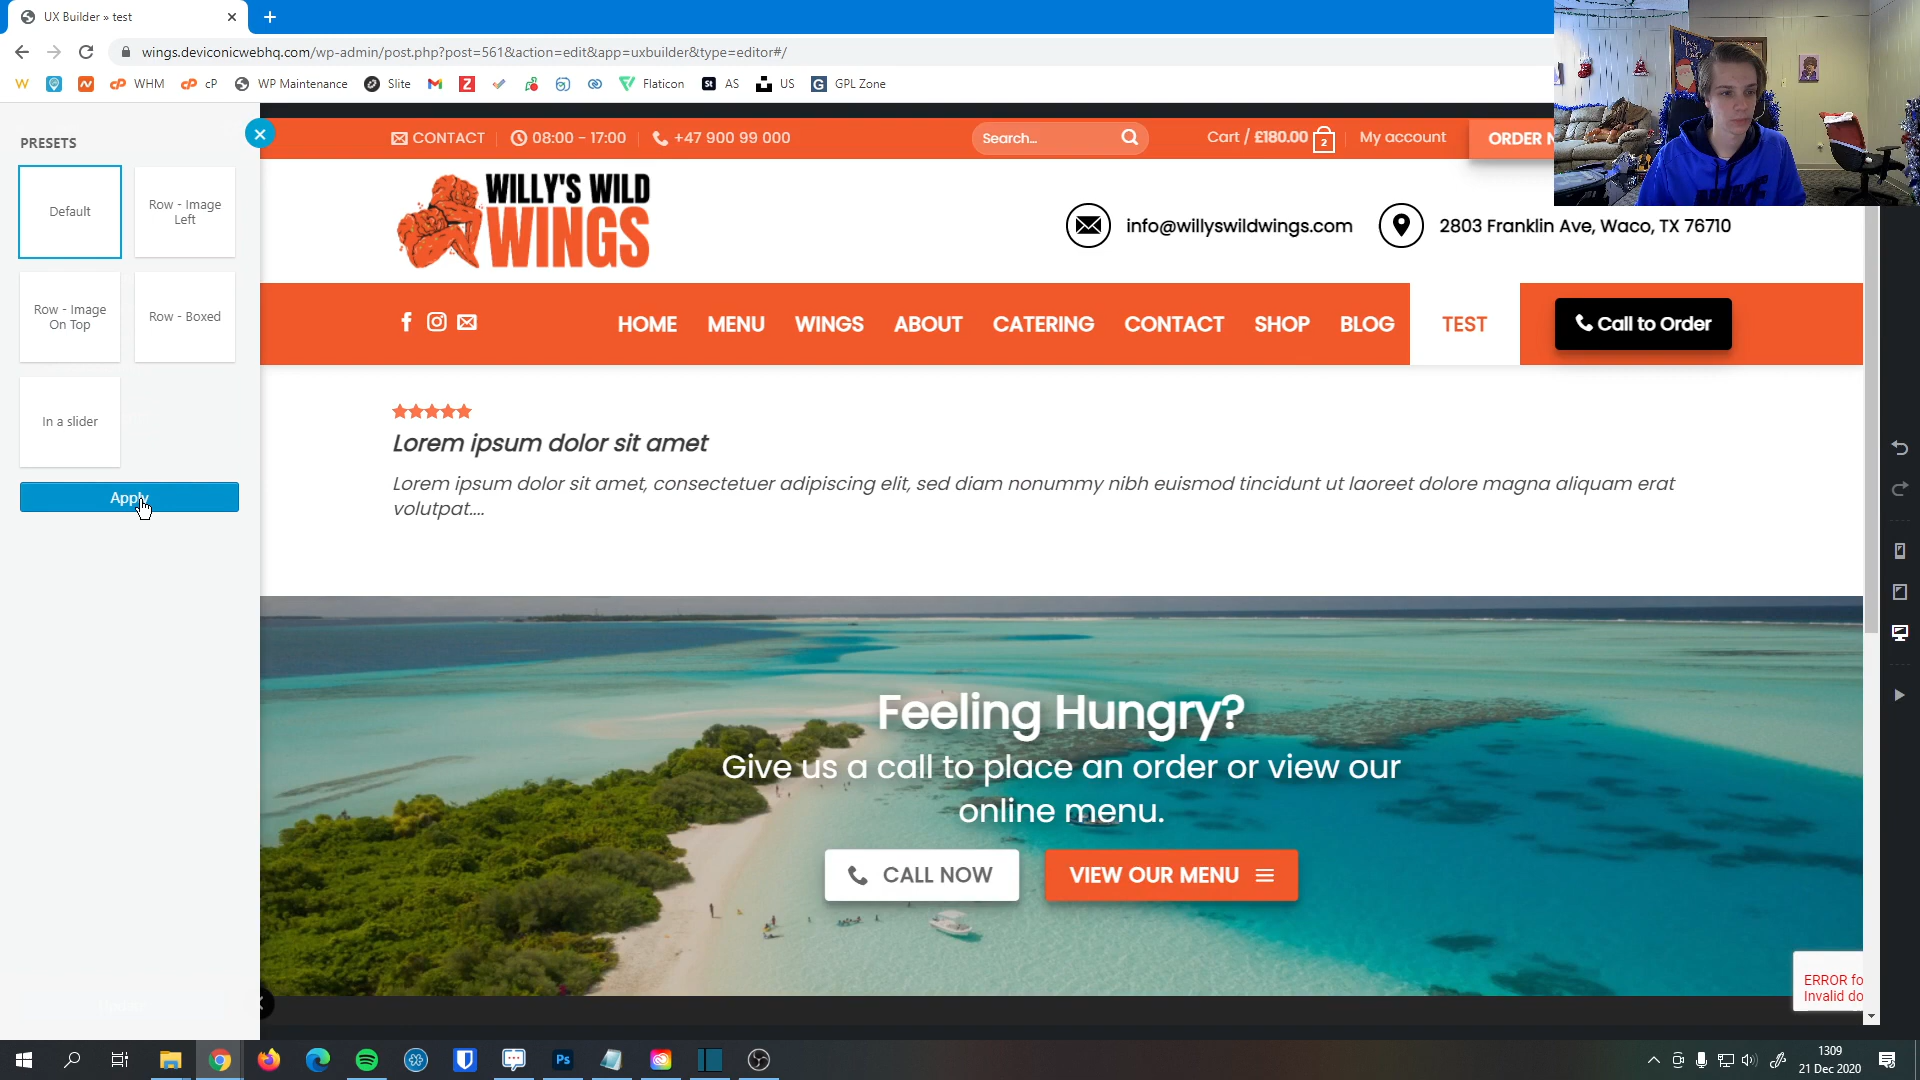 UX Builder » test
wings.deviconicwebhq.com/wp-admin/post.php?post=561&action=edit&app=uxbuilder&type=editor#/
WHM
cP
WP Maintenance
Slite
Flaticon
AS
US
GPL Zone
PRESETS
Default
Row - Image
Left
Row - Image
On Top
Row - Boxed
In a slider
Apply
CONTACT
08:00 - 17:00
+47 900 99 000
Search...
Cart / £180.00
2
My account
ORDER N
WILLY'S WILD
WINGS
info@willyswildwings.com
2803 Franklin Ave, Waco, TX 76710
HOME
MENU
WINGS
ABOUT
CATERING
CONTACT
SHOP
BLOG
TEST
Call to Order
Lorem ipsum dolor sit amet
Lorem ipsum dolor sit amet, consectetuer adipiscing elit, sed diam nonummy nibh euismod tincidunt ut laoreet dolore magna aliquam erat
volutpat....
Feeling Hungry?
Give us a call to place an order or view our
online menu.
CALL NOW
VIEW OUR MENU
ERROR fo
Invalid do
1309
21 Dec 2020